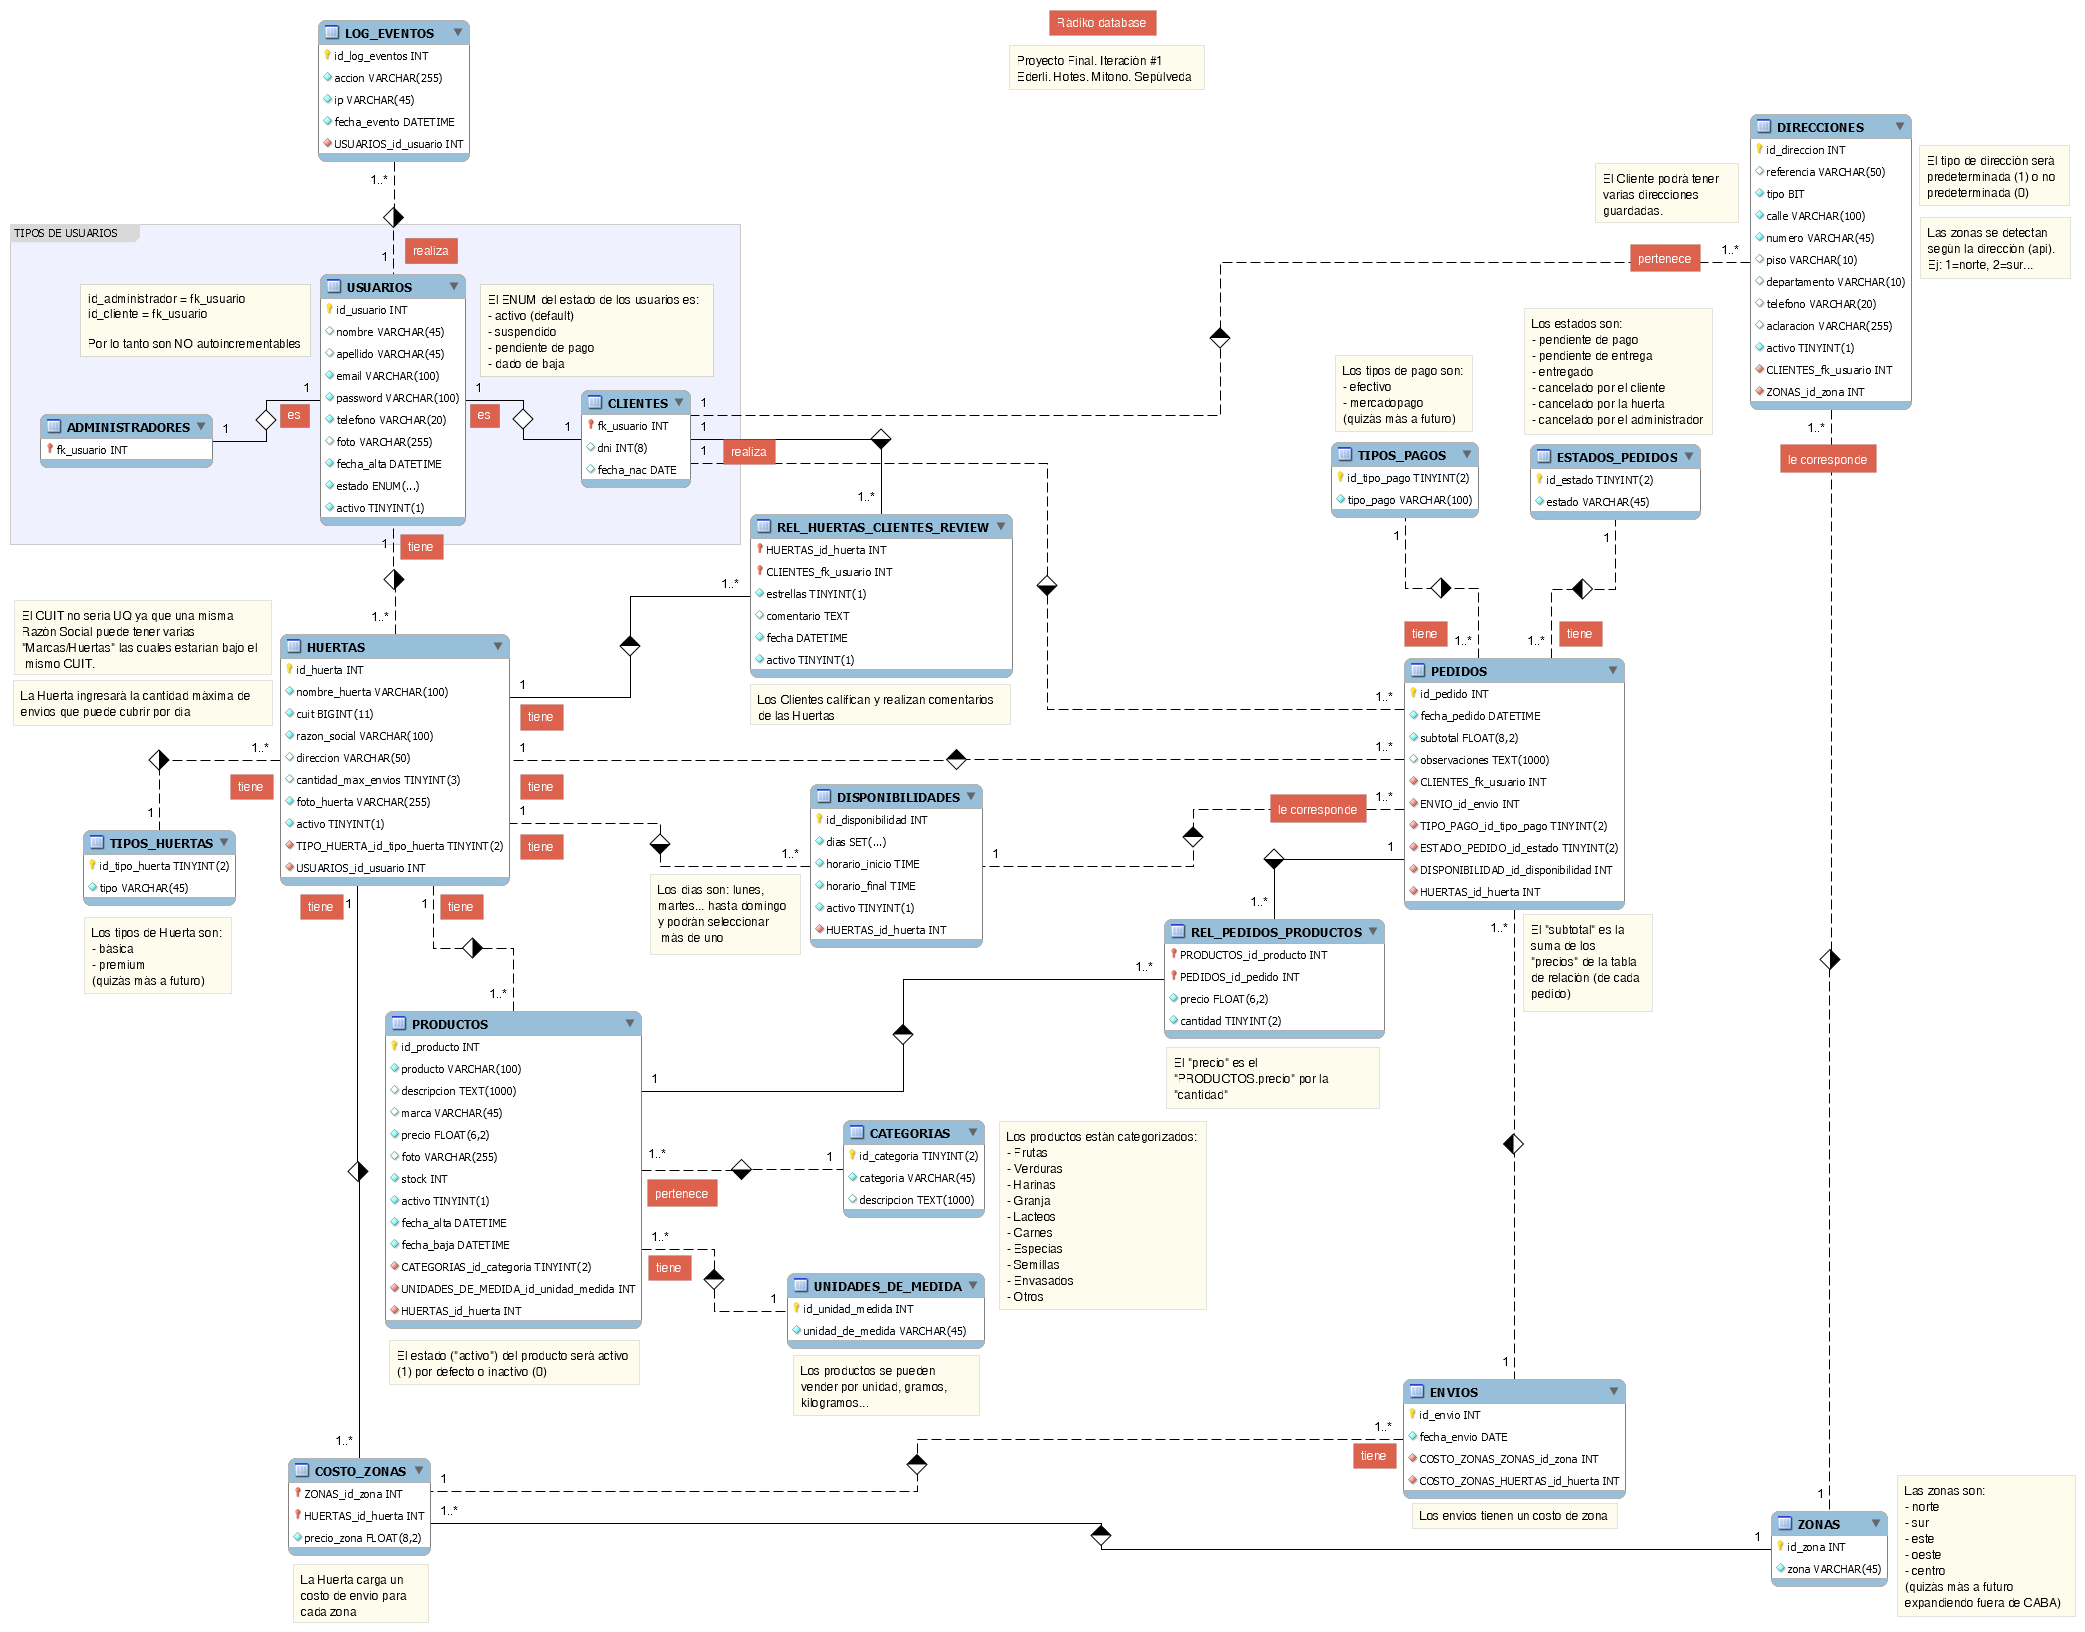 Rádiko database
Proyecto Final. Iteración #1
Ederli. Hotes. Mitono. Sepúlveda
LOG_EVENTOS
id_log_eventos INT
accion VARCHAR(255)
ip VARCHAR(45)
fecha_evento DATETIME
USUARIOS_id_usuario INT
1..*
realiza
1
TIPOS DE USUARIOS
id_administrador = fk_usuario
id_cliente = fk_usuario
Por lo tanto son NO autoincrementables
USUARIOS
id_usuario INT
nombre VARCHAR(45)
apellido VARCHAR(45)
email VARCHAR(100)
password VARCHAR(100)
telefono VARCHAR(20)
foto VARCHAR(255)
fecha_alta DATETIME
estado ENUM(...)
activo TINYINT(1)
El ENUM del estado de los usuarios es:
- activo (default)
- suspendido
- pendiente de pago
- dado de baja
1
es
1
ADMINISTRADORES
fk_usuario INT
1
es
1
CLIENTES
fk_usuario INT
dni INT(8)
fecha_nac DATE
1
1
1
realiza
1..*
REL_HUERTAS_CLIENTES_REVIEW
HUERTAS_id_huerta INT
CLIENTES_fk_usuario INT
estrellas TINYINT(1)
comentario TEXT
fecha DATETIME
activo TINYINT(1)
Los Clientes califican y realizan comentarios
de las Huertas
El Cliente podrá tener
varias direcciones
guardadas.
pertenece
1..*
DIRECCIONES
id_direccion INT
referencia VARCHAR(50)
tipo BIT
calle VARCHAR(100)
numero VARCHAR(45)
piso VARCHAR(10)
departamento VARCHAR(10)
telefono VARCHAR(20)
aclaracion VARCHAR(255)
activo TINYINT(1)
CLIENTES_fk_usuario INT
ZONAS_id_zona INT
El tipo de dirección será
predeterminada (1) o no
predeterminada (0)
Las zonas se detectan
según la dirección (api).
Ej: 1=norte, 2=sur...
1..*
le corresponde
Los tipos de pago son:
- efectivo
- mercadopago
(quizás más a futuro)
TIPOS_PAGOS
id_tipo_pago TINYINT(2)
tipo_pago VARCHAR(100)
1
tiene
1..*
Los estados son:
- pendiente de pago
- pendiente de entrega
- entregado
- cancelado por el cliente
- cancelado por la huerta
- cancelado por el administrador
ESTADOS_PEDIDOS
id_estado TINYINT(2)
estado VARCHAR(45)
1
1..*
tiene
1
tiene
1..*
El CUIT no sería UQ ya que una misma
Razón Social puede tener varias
"Marcas/Huertas" las cuales estarían bajo el
mismo CUIT.
La Huerta ingresará la cantidad máxima de
envíos que puede cubrir por día
HUERTAS
id_huerta INT
nombre_huerta VARCHAR(100)
cuit BIGINT(11)
razon_social VARCHAR(100)
direccion VARCHAR(50)
cantidad_max_envios TINYINT(3)
foto_huerta VARCHAR(255)
activo TINYINT(1)
TIPO_HUERTA_id_tipo_huerta TINYINT(2)
USUARIOS_id_usuario INT
1..*
1
tiene
1..*
tiene
1
TIPOS_HUERTAS
id_tipo_huerta TINYINT(2)
tipo VARCHAR(45)
Los tipos de Huerta son:
- básica
- premium
(quizás más a futuro)
1
tiene
1..*
1..*
PEDIDOS
id_pedido INT
fecha_pedido DATETIME
subtotal FLOAT(8,2)
observaciones TEXT(1000)
CLIENTES_fk_usuario INT
ENVIO_id_envio INT
TIPO_PAGO_id_tipo_pago TINYINT(2)
ESTADO_PEDIDO_id_estado TINYINT(2)
DISPONIBILIDAD_id_disponibilidad INT
HUERTAS_id_huerta INT
1
tiene
1..*
DISPONIBILIDADES
id_disponibilidad INT
dias SET(...)
horario_inicio TIME
horario_final TIME
activo TINYINT(1)
HUERTAS_id_huerta INT
Los días son: lunes,
martes... hasta domingo
y podrán seleccionar
más de uno
1
le corresponde
1..*
1
1..*
REL_PEDIDOS_PRODUCTOS
PRODUCTOS_id_producto INT
PEDIDOS_id_pedido INT
precio FLOAT(6,2)
cantidad TINYINT(2)
El "precio" es el
"PRODUCTOS.precio" por la
"cantidad"
1..*
El "subtotal" es la
suma de los
"precios" de la tabla
de relación (de cada
pedido)
tiene
1
1
tiene
1..*
PRODUCTOS
id_producto INT
producto VARCHAR(100)
descripcion TEXT(1000)
marca VARCHAR(45)
precio FLOAT(6,2)
foto VARCHAR(255)
stock INT
activo TINYINT(1)
fecha_alta DATETIME
fecha_baja DATETIME
CATEGORIAS_id_categoria TINYINT(2)
UNIDADES_DE_MEDIDA_id_unidad_medida INT
HUERTAS_id_huerta INT
El estado ("activo") del producto será activo
(1) por defecto o inactivo (0)
1
1..*
1..*
pertenece
1
CATEGORIAS
id_categoria TINYINT(2)
categoria VARCHAR(45)
descripcion TEXT(1000)
Los productos están categorizados:
- Frutas
- Verduras
- Harinas
- Granja
- Lácteos
- Carnes
- Especias
- Semillas
- Envasados
- Otros
1..*
tiene
1
UNIDADES_DE_MEDIDA
id_unidad_medida INT
unidad_de_medida VARCHAR(45)
Los productos se pueden
vender por unidad, gramos,
kilogramos...
1
ENVIOS
id_envio INT
fecha_envio DATE
COSTO_ZONAS_ZONAS_id_zona INT
COSTO_ZONAS_HUERTAS_id_huerta INT
Los envíos tienen un costo de zona
1..*
tiene
1..*
COSTO_ZONAS
ZONAS_id_zona INT
HUERTAS_id_huerta INT
precio_zona FLOAT(8,2)
1
1..*
La Huerta carga un
costo de envío para
cada zona
1
1
ZONAS
id_zona INT
zona VARCHAR(45)
Las zonas son:
- norte
- sur
- este
- oeste
- centro
(quizás más a futuro
expandiendo fuera de CABA)